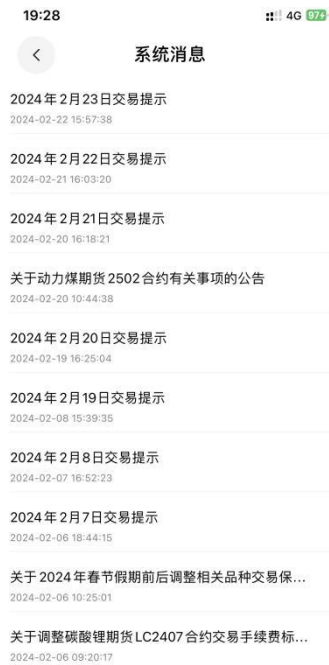 19:28
4G 97
系统消息
2024年2月23日交易提示
2024-02-22 15:57:38
2024年2月22日交易提示
2024-02-21 16:03:20
2024年2月21日交易提示
2024-02-20 16:18:21
关于动力煤期货2502合约有关事项的公告
2024-02-20 10:44:38
2024年2月20日交易提示
2024-02-19 16:25:04
2024年2月19日交易提示
2024-02-08 15:39:35
2024年2月8日交易提示
2024-02-07 16:52:23
2024年2月7日交易提示
2024-02-06 18:44:15
关于2024年春节假期前后调整相关品种交易保...
2024-02-06 10:25:01
关于调整碳酸锂期货LC2407合约交易手续费标...
2024-02-06 09:20:17